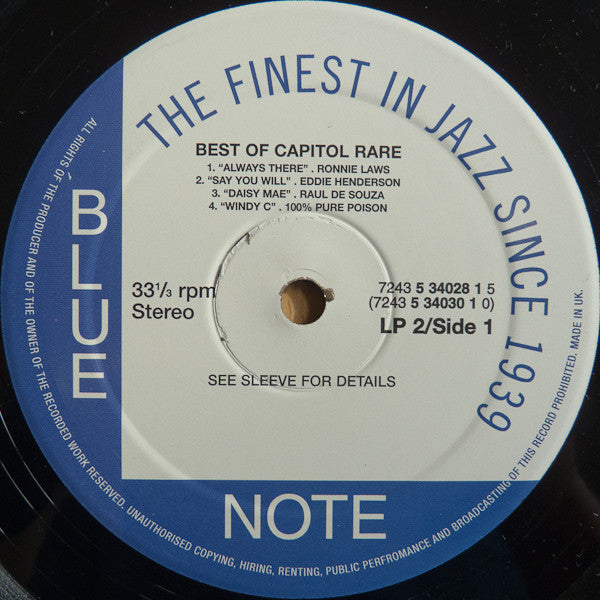 THE FINEST IN JAZZ SINCE 1939
BEST OF CAPITOL RARE
1. "ALWAYS THERE" . RONNIE LAWS
2. "SAY YOU WILL" . EDDIE HENDERSON
3. "DAISY MAE" . RAUL DE SOUZA
4. "WINDY C" . 100% PURE POISON
33⅓ rpm
Stereo
7243 5 34028 1 5
(7243 5 34030 1 0)
LP 2/Side 1
SEE SLEEVE FOR DETAILS
BLUE
NOTE
ALL RIGHTS OF THE PRODUCER AND OF THE OWNER OF THE RECORDED WORK RESERVED. UNAUTHORISED COPYING, HIRING, RENTING, PUBLIC PERFROMANCE AND BROADCASTING OF THIS RECORD PROHIBITED. MADE IN UK.